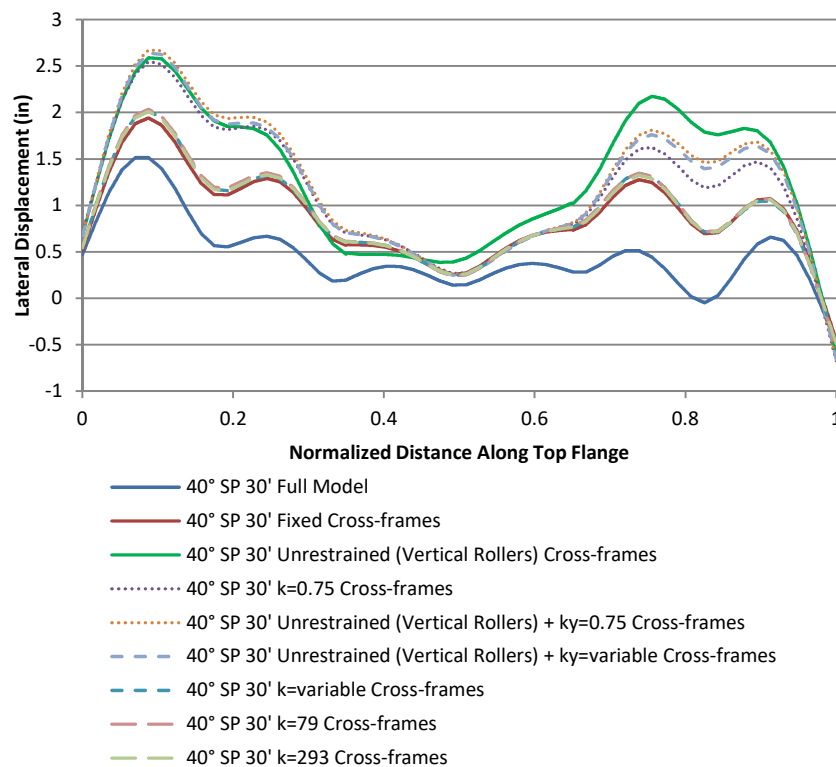 3
2.5
2
1.5
1
0.5
0
-0.5
-1
Lateral Displacement (in)
0 0.2 0.4 0.6 0.8 1
Normalized Distance Along Top Flange
40° SP 30' Full Model
40° SP 30' Fixed Cross-frames
40° SP 30' Unrestrained (Vertical Rollers) Cross-frames
40° SP 30' k=0.75 Cross-frames
40° SP 30' Unrestrained (Vertical Rollers) + ky=0.75 Cross-frames
40° SP 30' Unrestrained (Vertical Rollers) + ky=variable Cross-frames
40° SP 30' k=variable Cross-frames
40° SP 30' k=79 Cross-frames
40° SP 30' k=293 Cross-frames